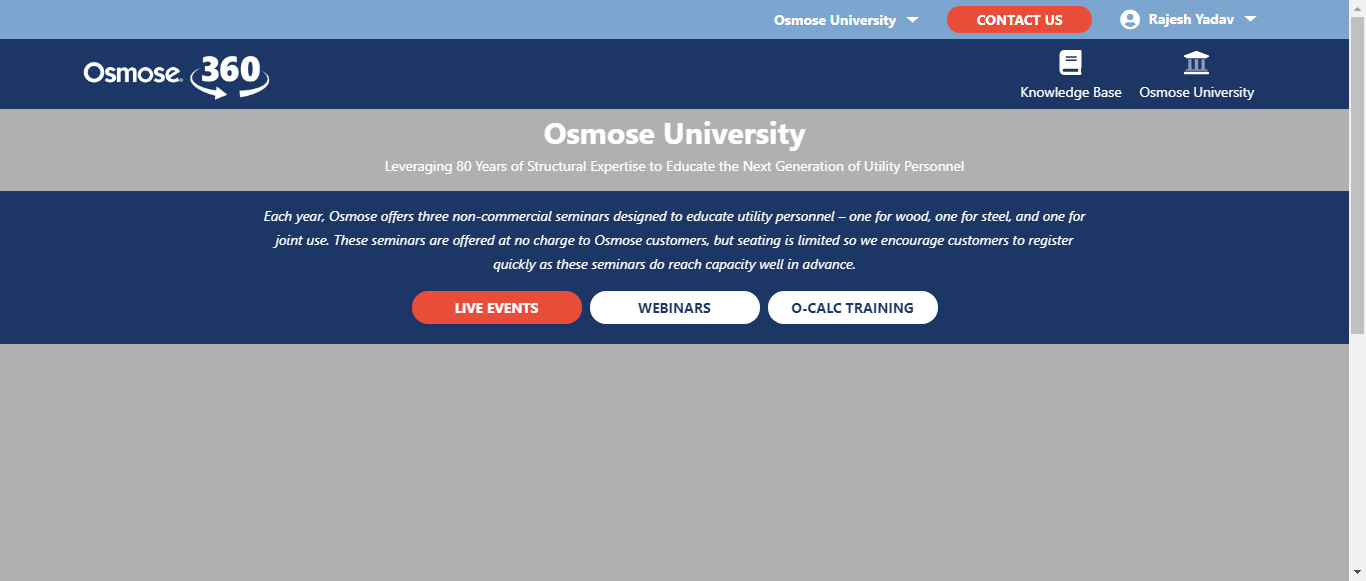 Osmose University
CONTACT US
Rajesh Yadav
Osmose 360
Knowledge Base
Osmose University
Osmose University
Leveraging 80 Years of Structural Expertise to Educate the Next Generation of Utility Personnel
Each year, Osmose offers three non-commercial seminars designed to educate utility personnel – one for wood, one for steel, and one for
joint use. These seminars are offered at no charge to Osmose customers, but seating is limited so we encourage customers to register
quickly as these seminars do reach capacity well in advance.
LIVE EVENTS
WEBINARS
O-CALC TRAINING